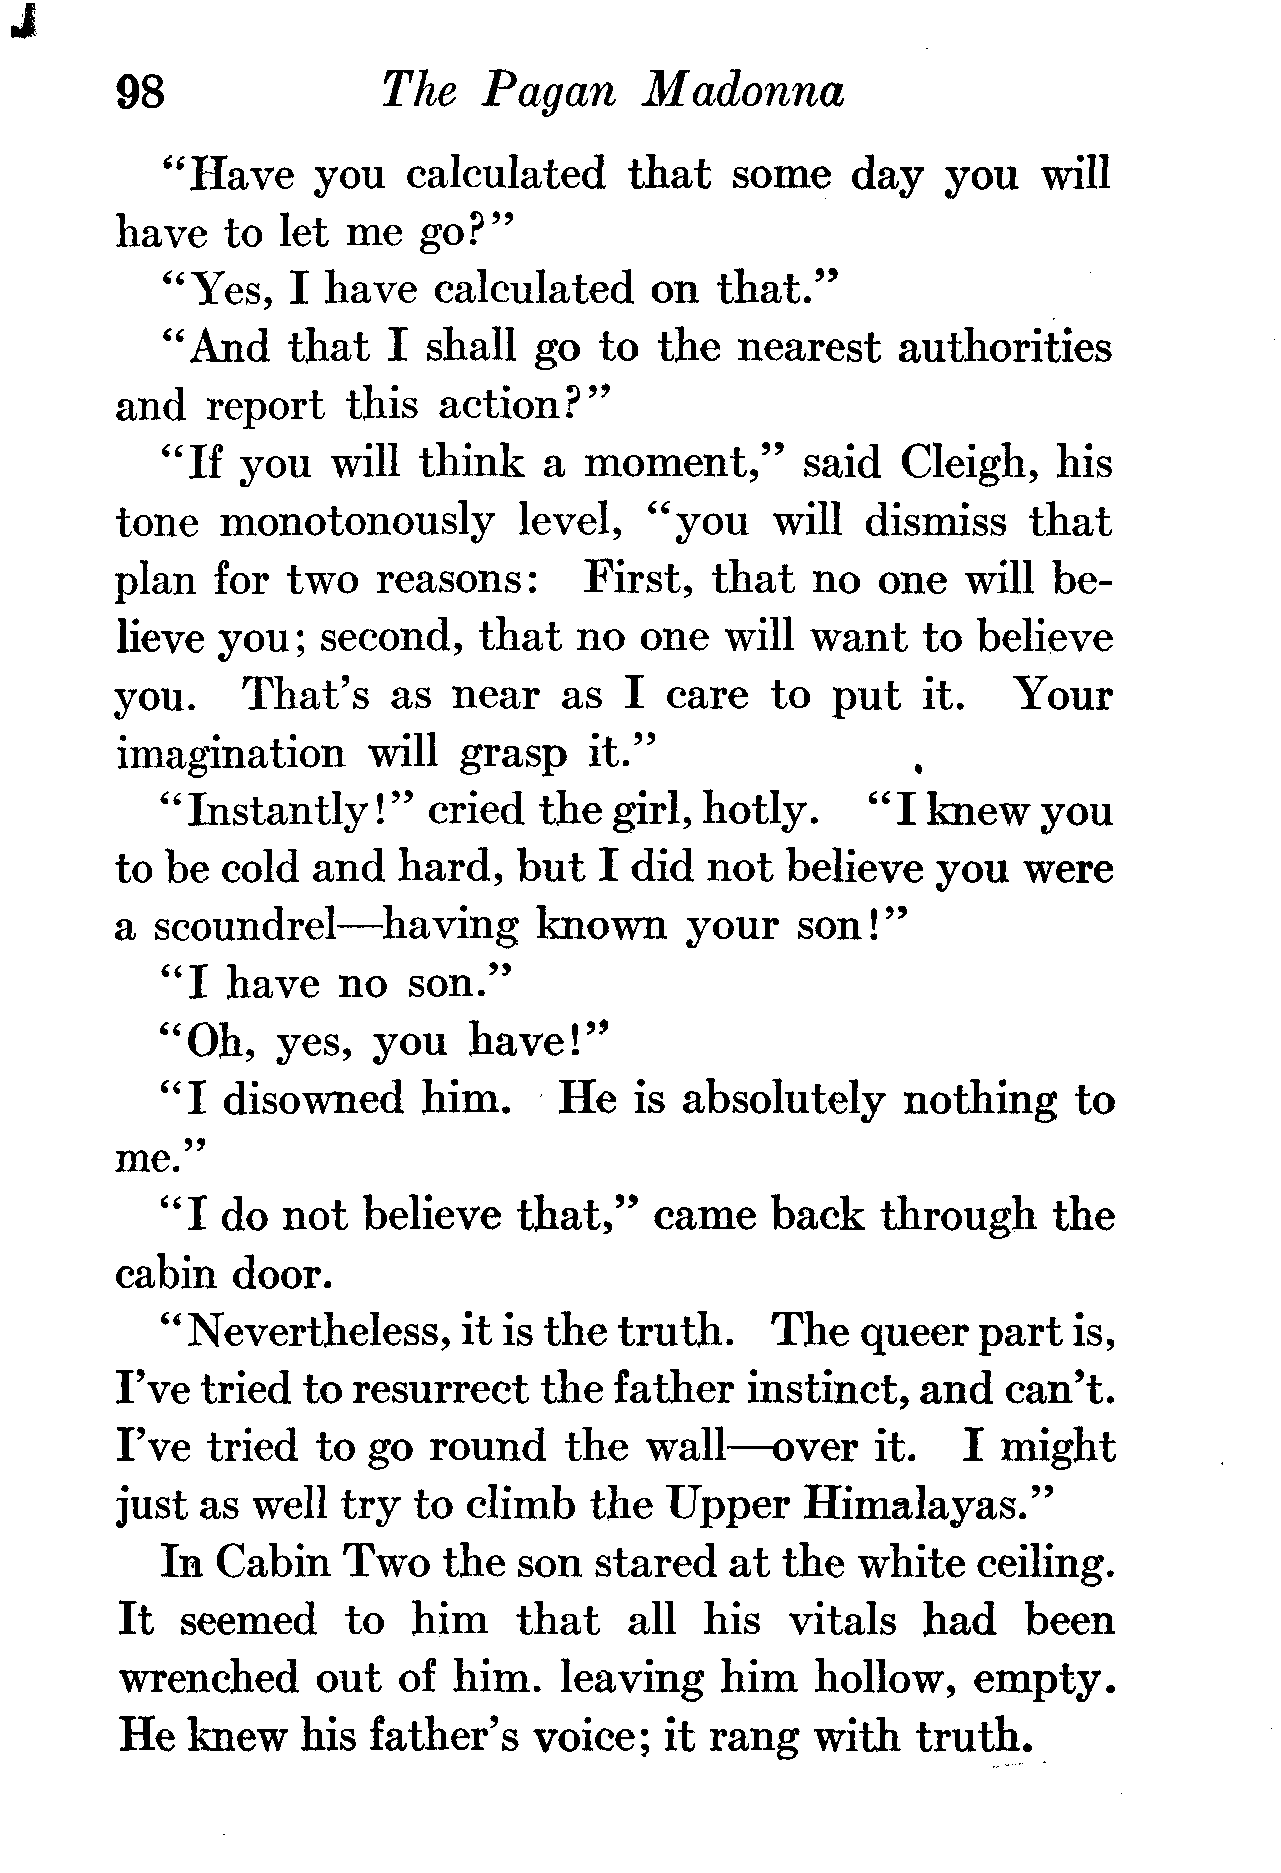 98 The Pagan Madonna
“Have you calculated that some day you will
have to let me go?”
“Yes, I have calculated on that.”
“And that I shall go to the nearest authorities
and report this action?”
“If you will think a moment,” said Cleigh, his
tone monotonously level, “you will dismiss that
plan for two reasons: First, that no one will be-
lieve you; second, that no one will want to believe
you. That’s as near as I care to put it. Your
imagination will grasp it.”
“Instantly!” cried the girl, hotly. “I knew you
to be cold and hard, but I did not believe you were
a scoundrel—having known your son!”
“I have no son.”
“Oh, yes, you have!”
“I disowned him. He is absolutely nothing to
me.”
“I do not believe that,” came back through the
cabin door.
“Nevertheless, it is the truth. The queer part is,
I’ve tried to resurrect the father instinct, and can’t.
I’ve tried to go round the wall—over it. I might
just as well try to climb the Upper Himalayas.”
In Cabin Two the son stared at the white ceiling.
It seemed to him that all his vitals had been
wrenched out of him. leaving him hollow, empty.
He knew his father’s voice; it rang with truth.